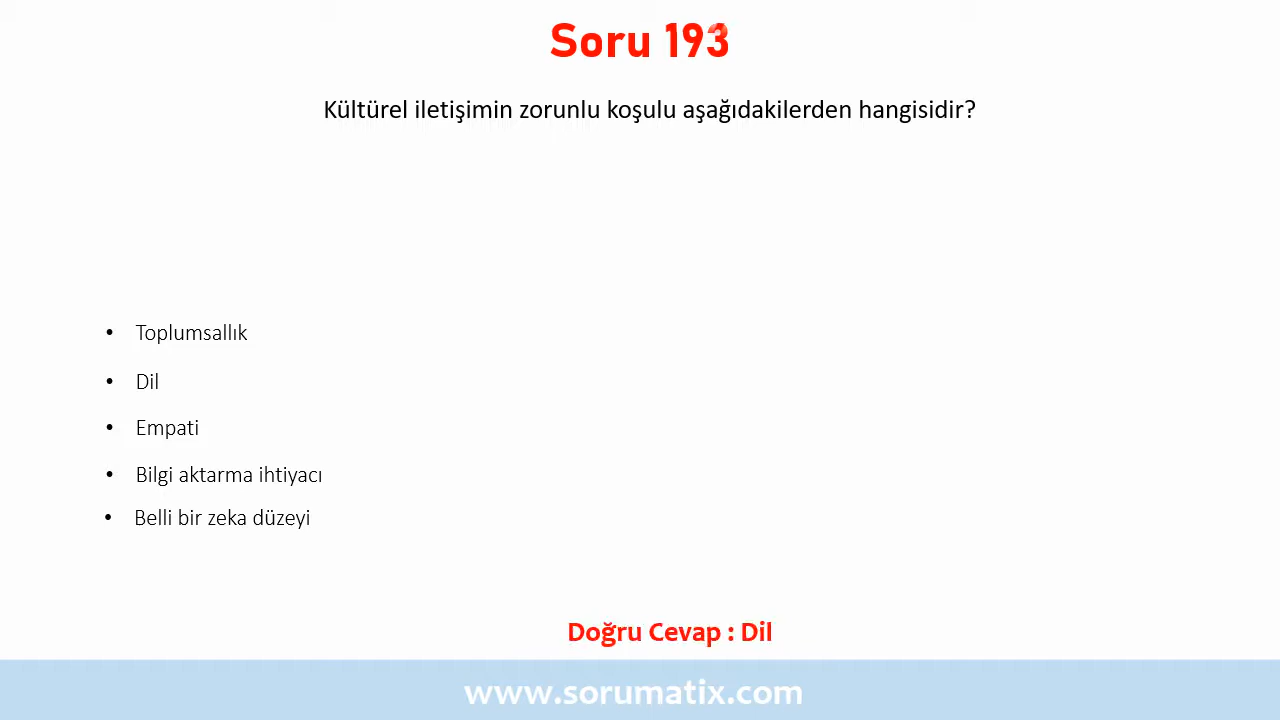 Soru 193
Kültürel iletişimin zorunlu koşulu aşağıdakilerden hangisidir?
• Toplumsallık
• Dil
• Empati
• Bilgi aktarma ihtiyacı
• Belli bir zeka düzeyi
Doğru Cevap : Dil
www.sorumatix.com